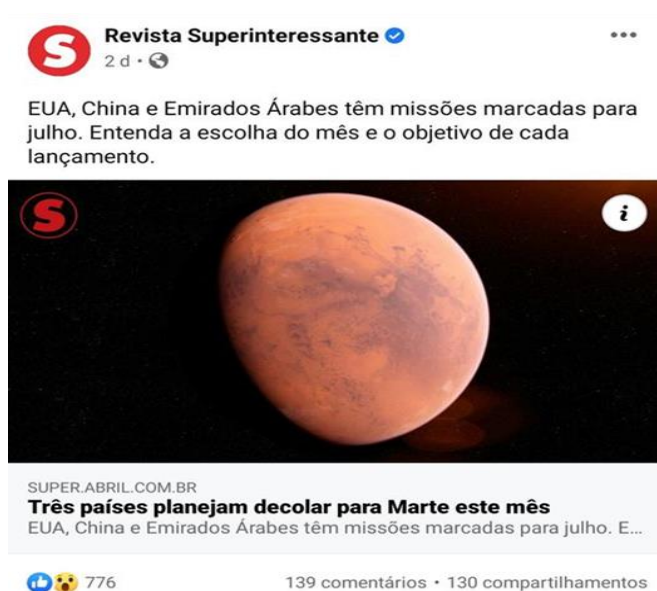 Revista Superinteressante
2 d ·
EUA, China e Emirados Árabes têm missões marcadas para
julho. Entenda a escolha do mês e o objetivo de cada
lançamento.
S
S
i
SUPER.ABRIL.COM.BR
Três países planejam decolar para Marte este mês
EUA, China e Emirados Árabes têm missões marcadas para julho. E...
776
139 comentários • 130 compartilhamentos